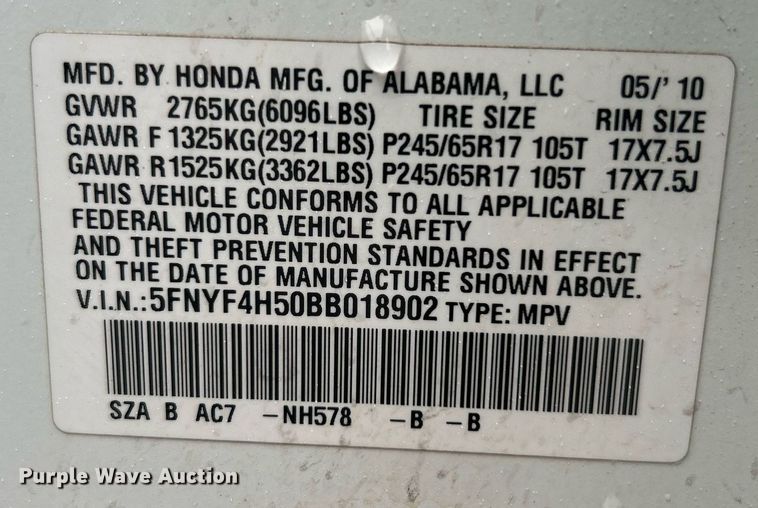 MFD. BY HONDA MFG. OF ALABAMA, LLC 05/' 10
GVWR 2765KG(6096LBS) TIRE SIZE RIM SIZE
GAWR F 1325KG(2921LBS) P245/65R17 105T 17X7.5J
GAWR R1525KG(3362LBS) P245/65R17 105T 17X7.5J
THIS VEHICLE CONFORMS TO ALL APPLICABLE
FEDERAL MOTOR VEHICLE SAFETY
AND THEFT PREVENTION STANDARDS IN EFFECT
ON THE DATE OF MANUFACTURE SHOWN ABOVE.
V.I.N.:5FNYF4H50BB018902 TYPE: MPV
SZA B AC7 -NH578 -B -B
Purple Wave Auction